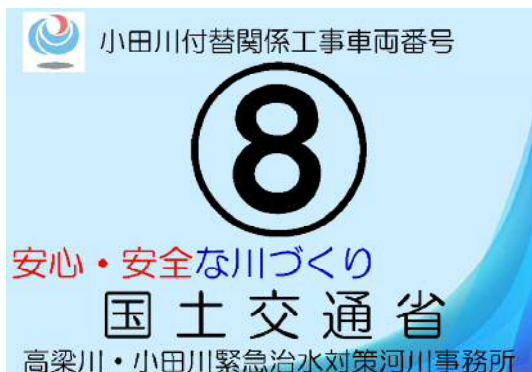 小田川付替関係工事車両番号
⑧
安心・安全な川づくり
国土交通省
高梁川・小田川緊急治水対策河川事務所